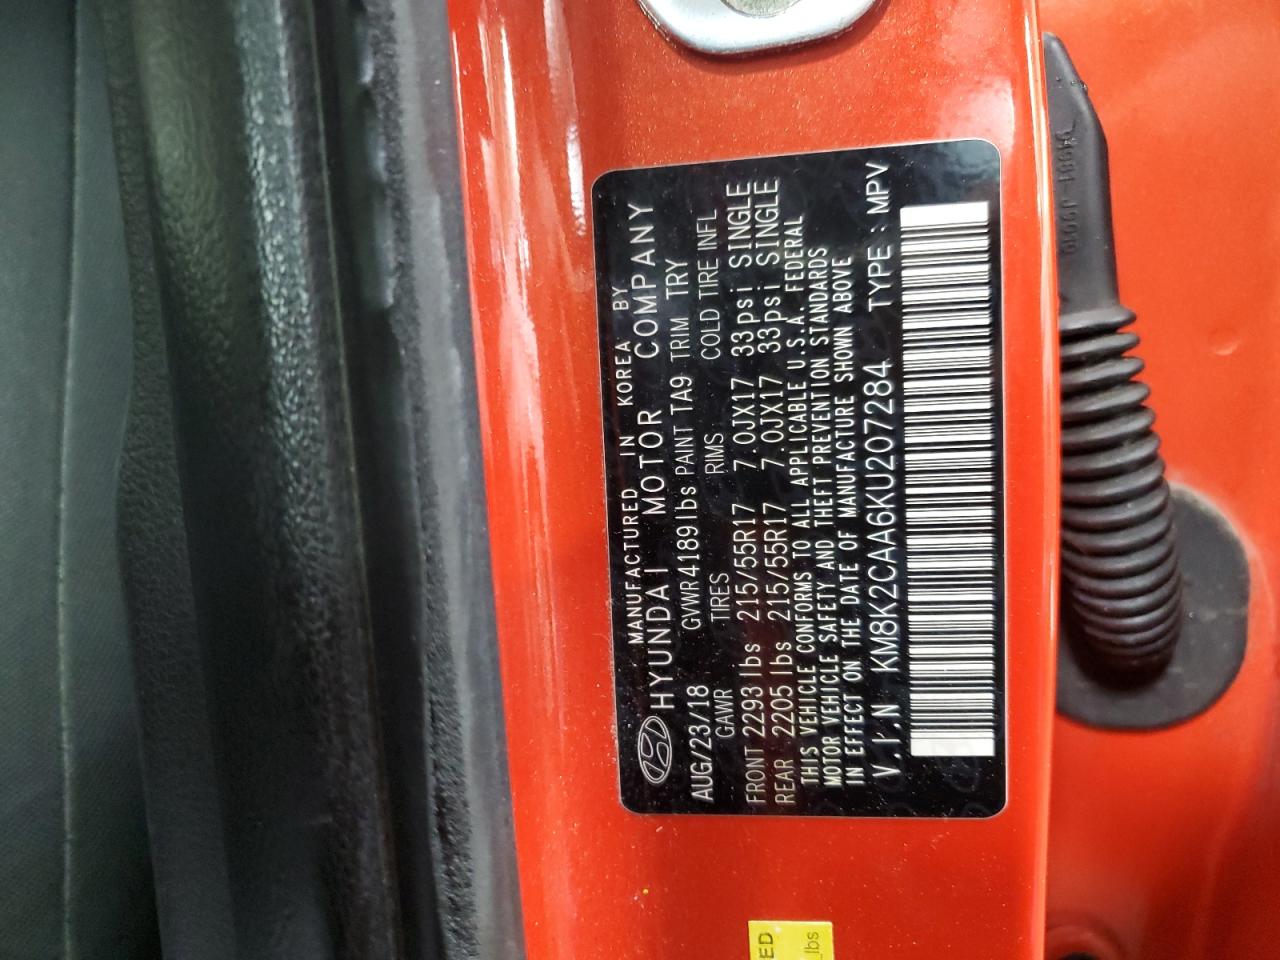 MANUFACTURED IN KOREA BY
HYUNDAI MOTOR COMPANY
AUG/23/18 GVWR 4189lbs PAINT TA9 TRIM TRY
GAWR TIRES RIMS COLD TIRE INFL
FRONT 2293 lbs 215/55R17 7.0JX17 33psi SINGLE
REAR 2205 lbs 215/55R17 7.0JX17 33psi SINGLE
THIS VEHICLE CONFORMS TO ALL APPLICABLE U.S.A. FEDERAL
MOTOR VEHICLE SAFETY AND THEFT PREVENTION STANDARDS
IN EFFECT ON THE DATE OF MANUFACTURE SHOWN ABOVE
V.I.N KM8K2CAA6KU207284 TYPE : MPV
ED
lbs